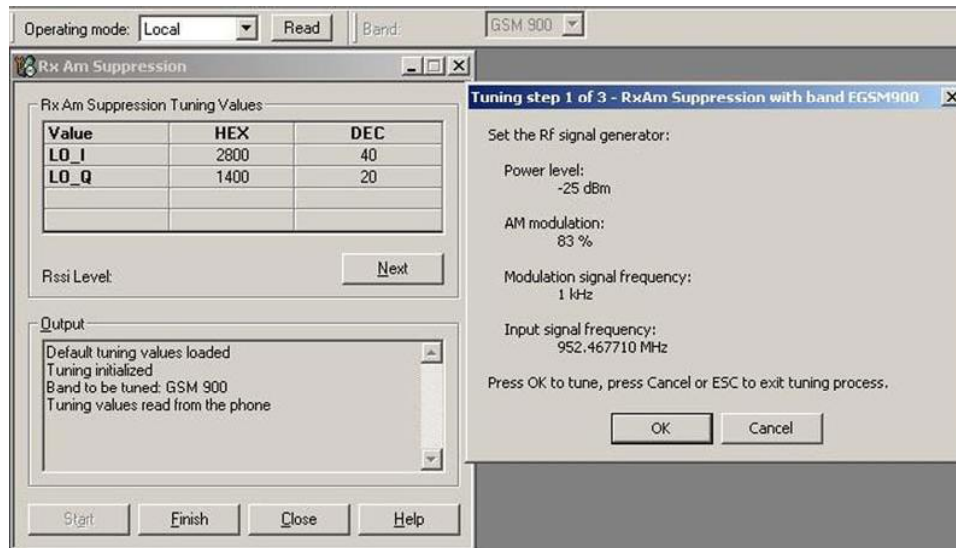 Operating mode: Local Read Band: GSM 900
Rx Am Suppression
Rx Am Suppression Tuning Values
Value HEX DEC
LO_I 2800 40
LO_Q 1400 20
Rssi Level: Next
Output
Default tuning values loaded
Tuning initialized
Band to be tuned: GSM 900
Tuning values read from the phone
Start Finish Close Help
Tuning step 1 of 3 - RxAm Suppression with band EGSM900
Set the Rf signal generator:
Power level:
-25 dBm
AM modulation:
83 %
Modulation signal frequency:
1 kHz
Input signal frequency:
952.467710 MHz
Press OK to tune, press Cancel or ESC to exit tuning process.
OK Cancel